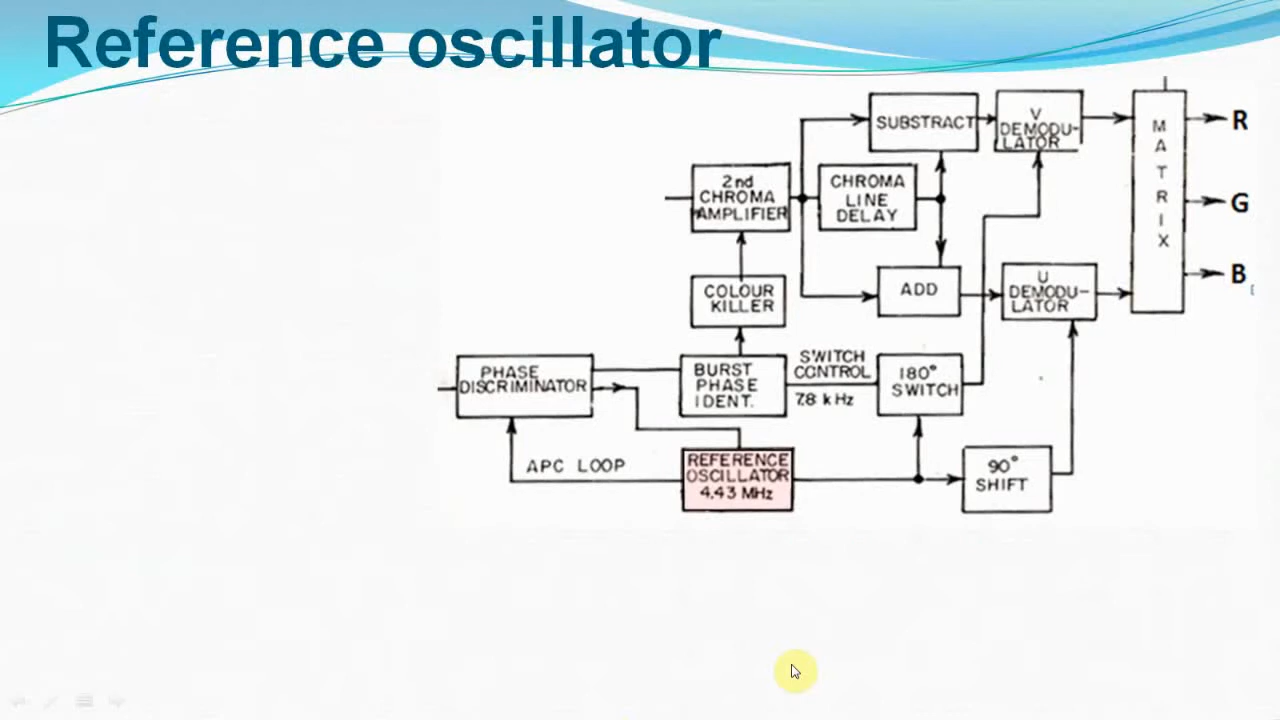 Reference oscillator
SUBSTRACT
V
DEMODU-
LATOR
M
A
T
R
I
X
R
G
B
2nd
CHROMA
AMPLIFIER
CHROMA
LINE
DELAY
COLOUR
KILLER
ADD
U
DEMODU-
LATOR
PHASE
DISCRIMINATOR
BURST
PHASE
IDENT.
SWITCH
CONTROL
7.8 kHz
180°
SWITCH
APC LOOP
REFERENCE
OSCILLATOR
4.43 MHz
90°
SHIFT